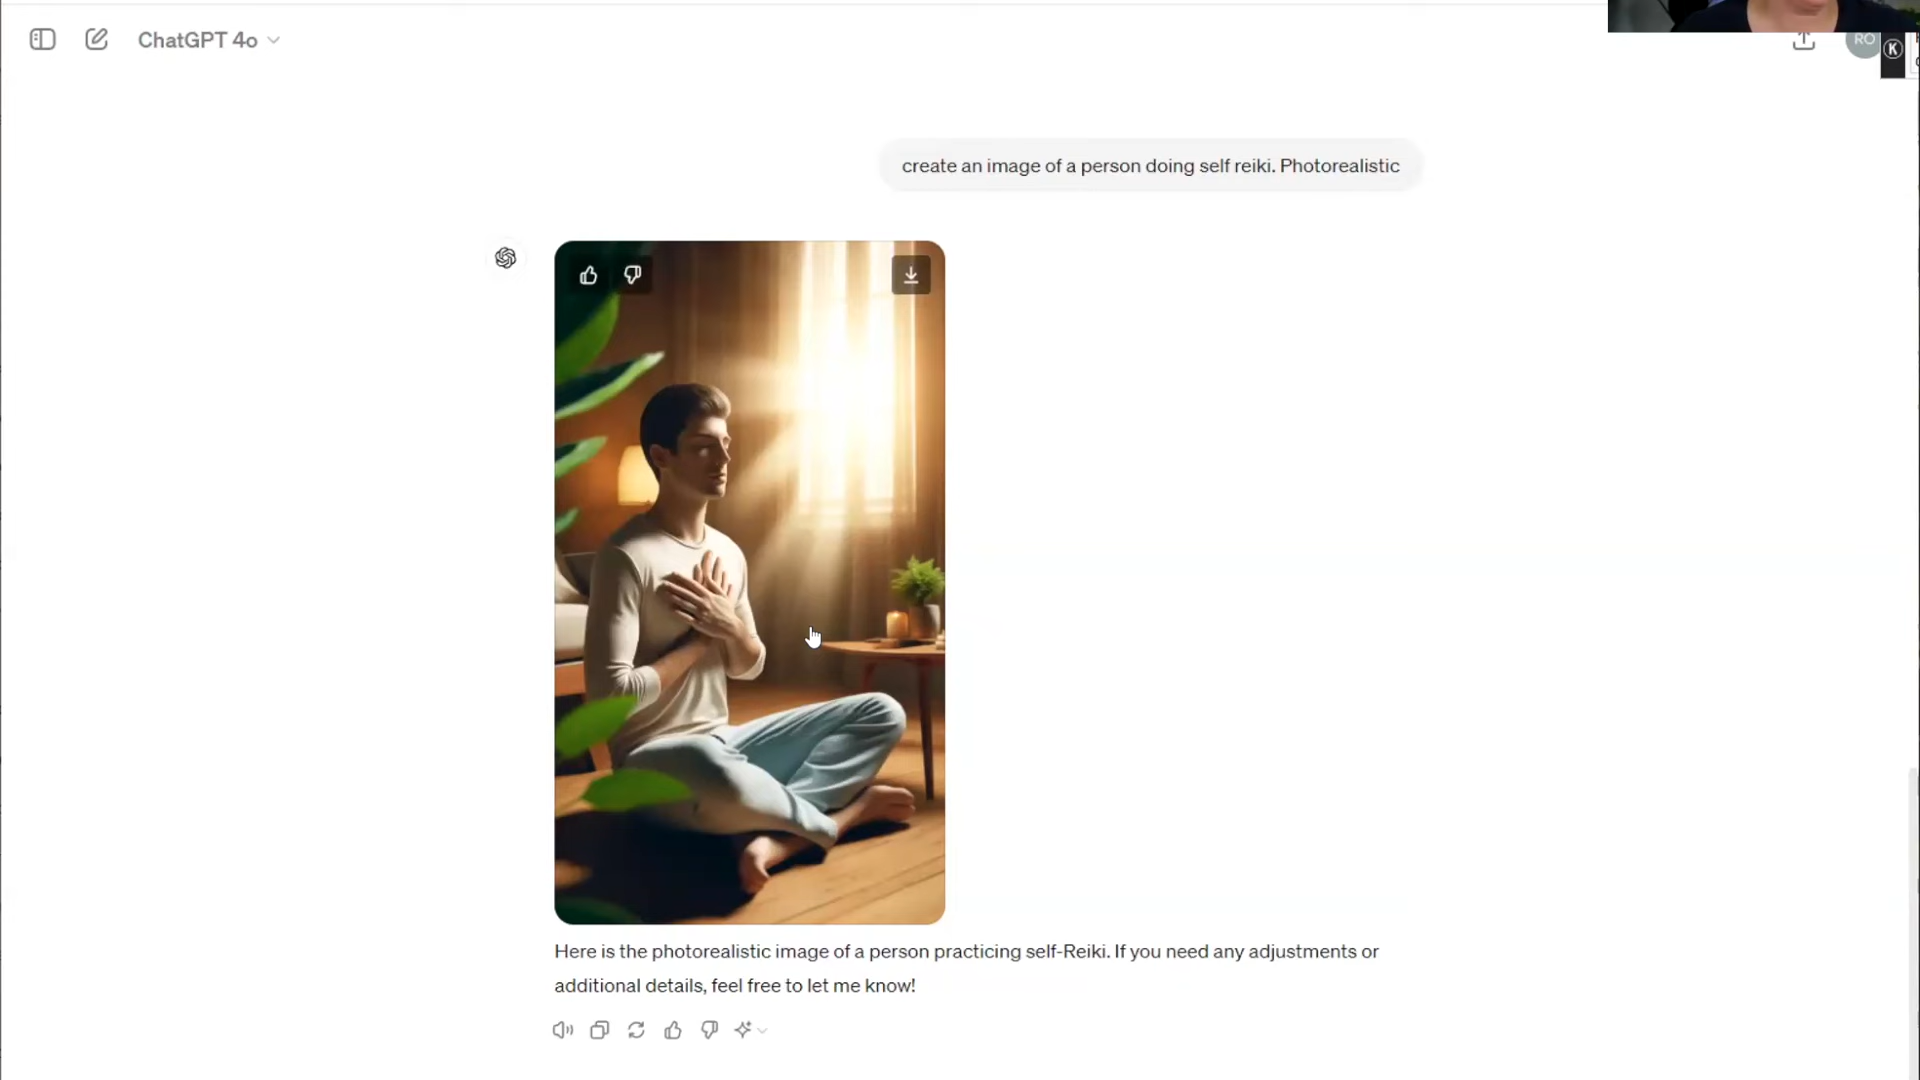 ChatGPT 4o
RO
K
create an image of a person doing self reiki. Photorealistic
Here is the photorealistic image of a person practicing self-Reiki. If you need any adjustments or
additional details, feel free to let me know!